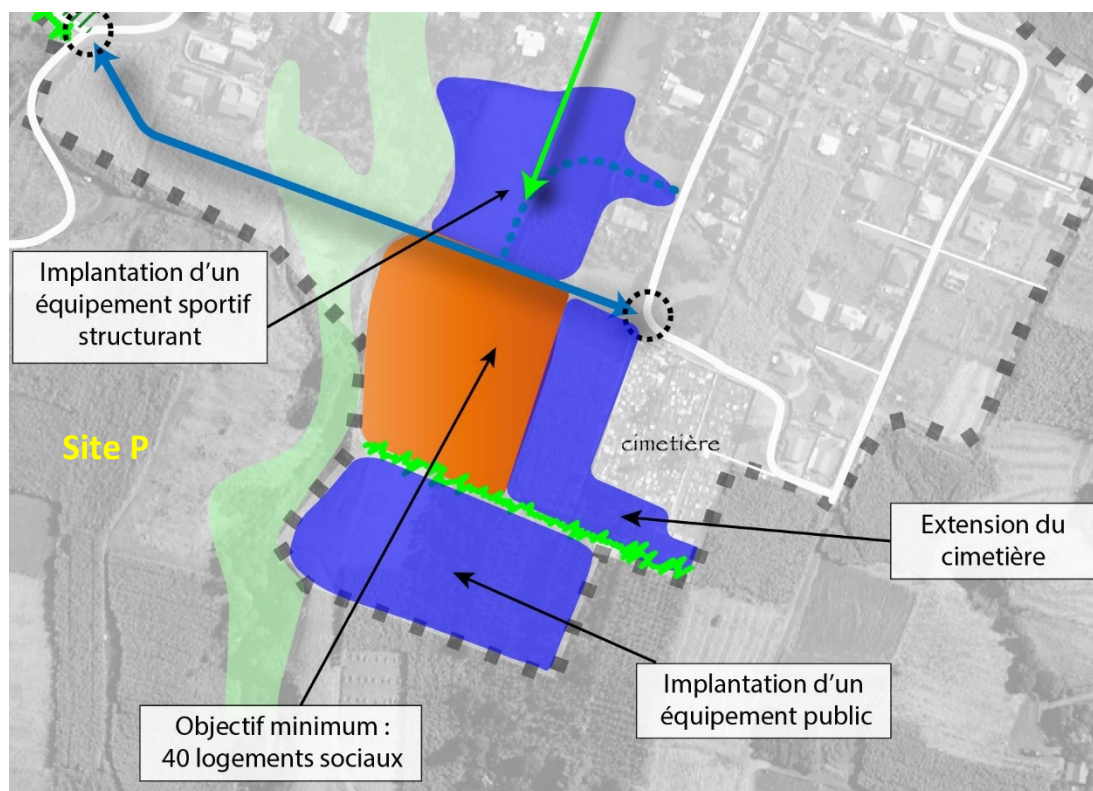 Implantation d’un
équipement sportif
structurant
Site P
cimetière
Extension du
cimetière
Implantation d’un
équipement public
Objectif minimum :
40 logements sociaux